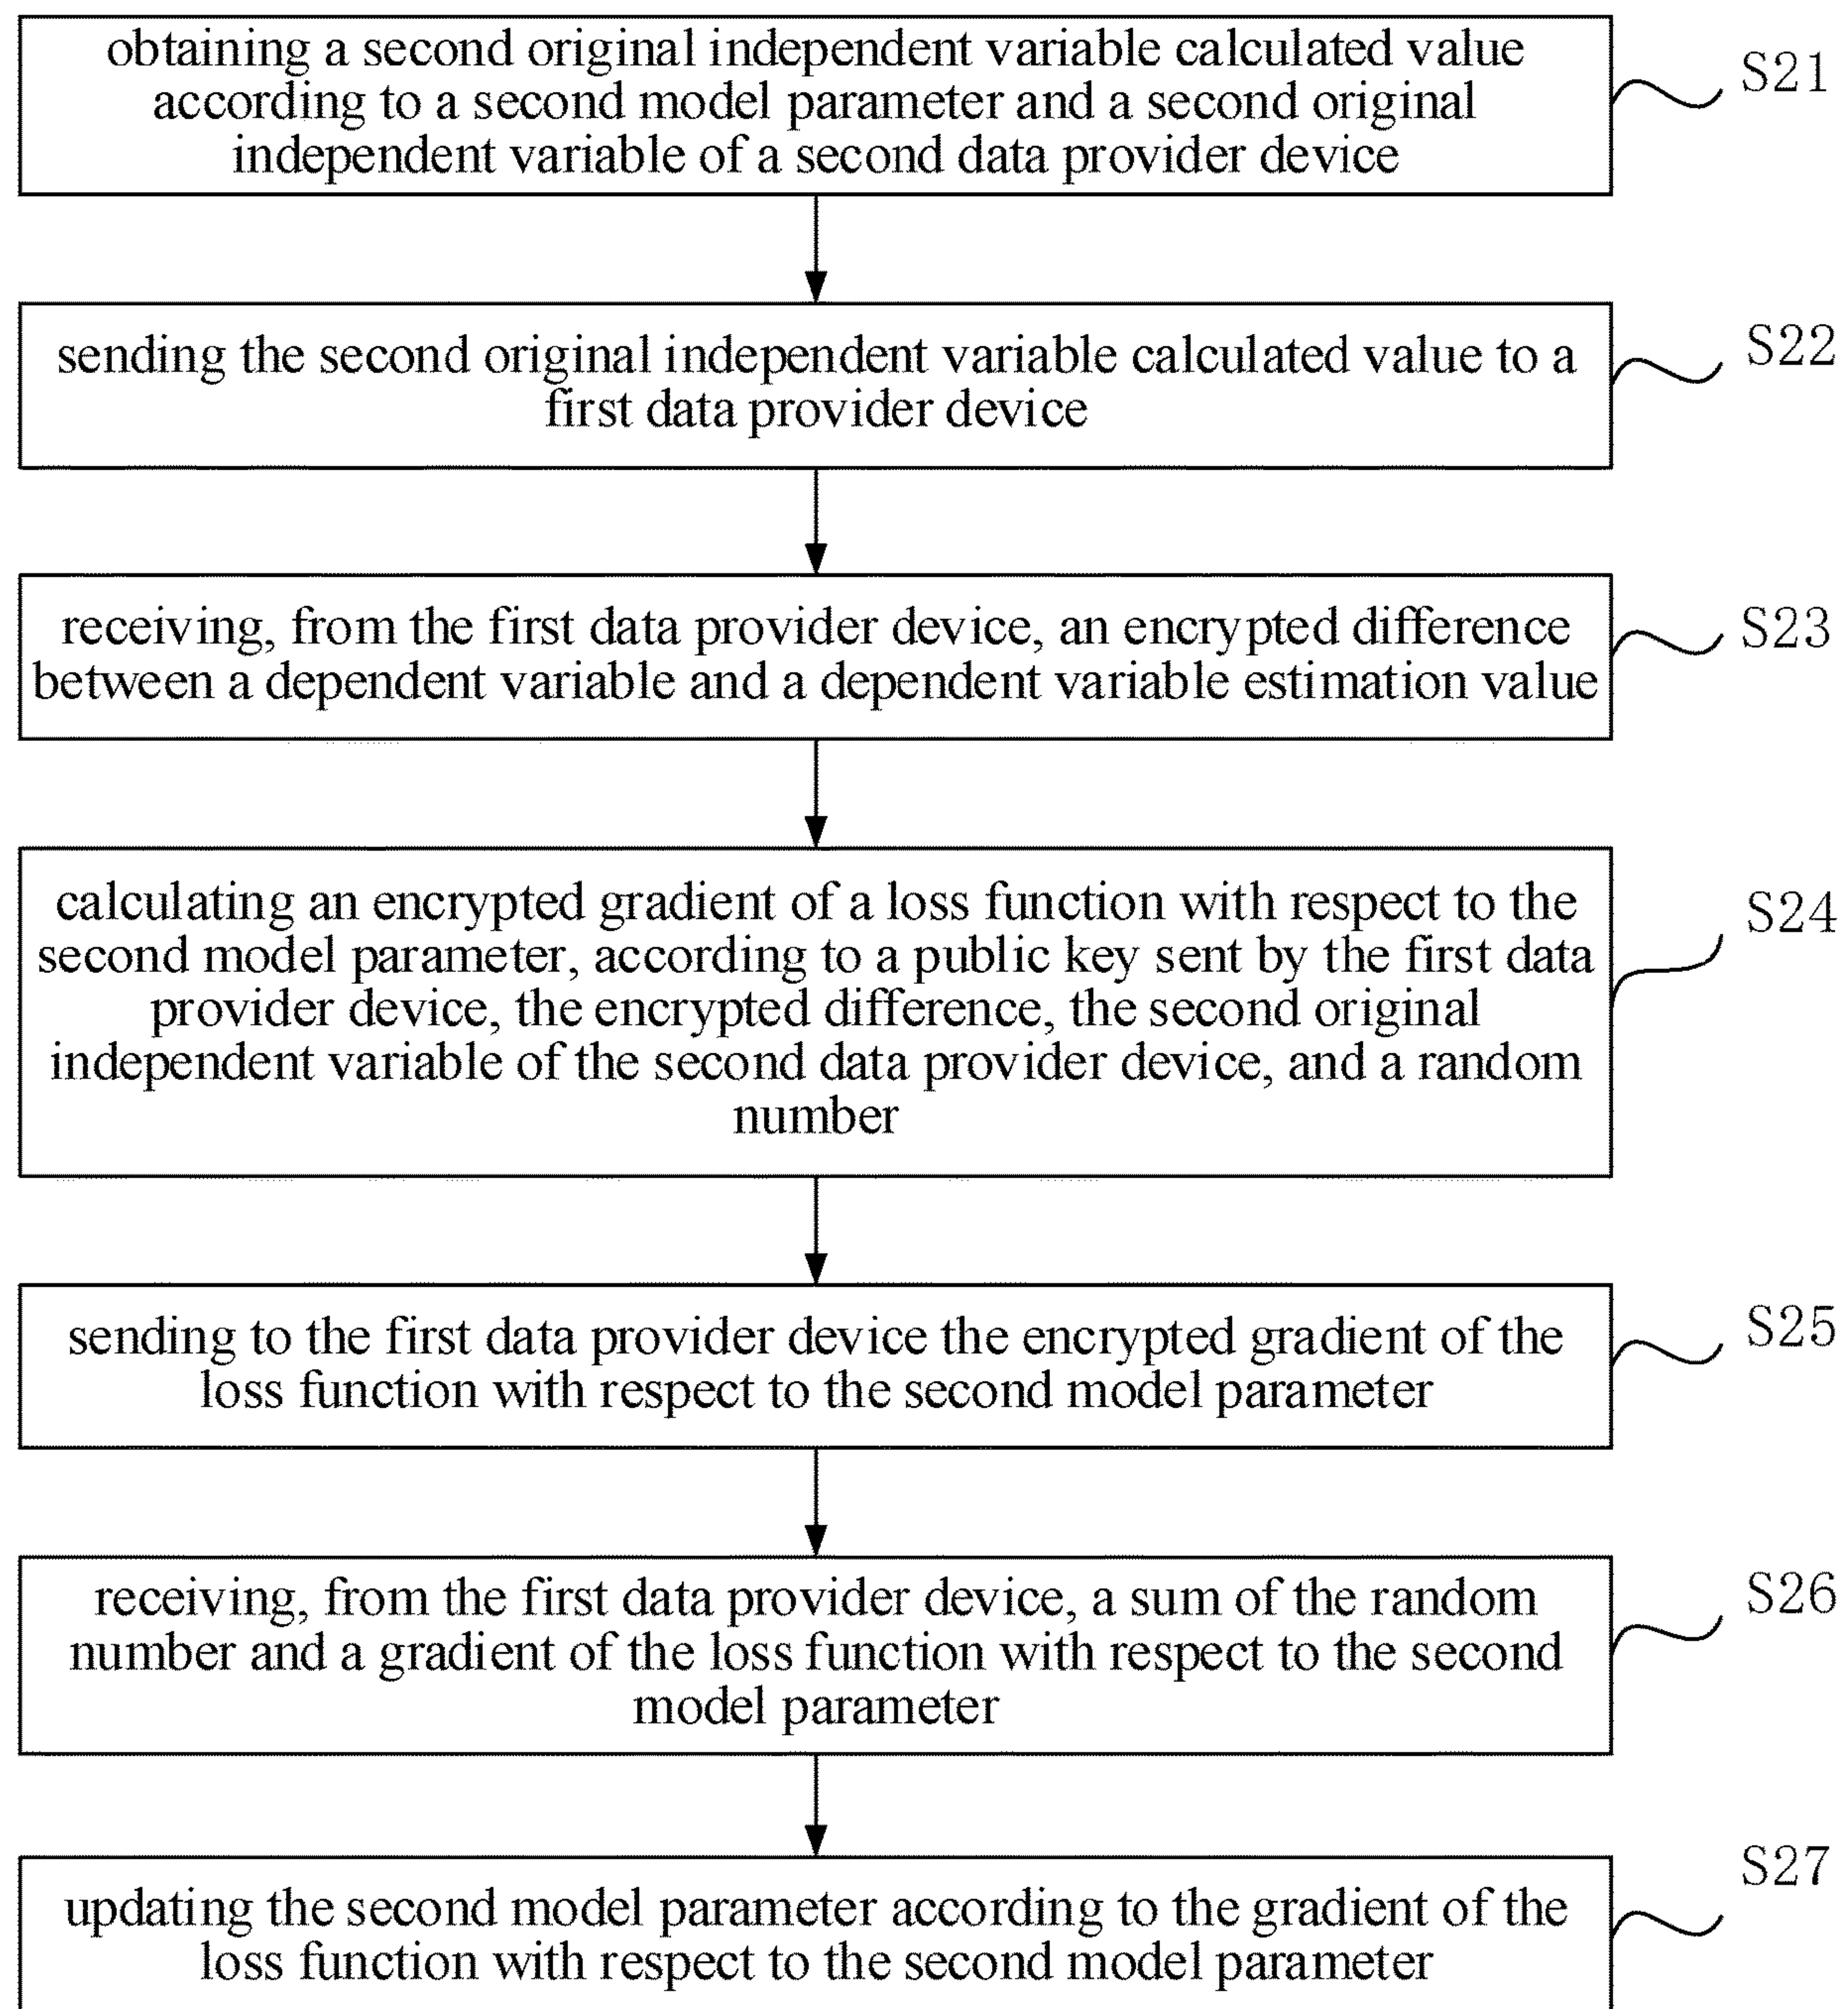 obtaining a second original independent variable calculated value
according to a second model parameter and a second original
independent variable of a second data provider device
S21
sending the second original independent variable calculated value to a
first data provider device
S22
receiving, from the first data provider device, an encrypted difference
between a dependent variable and a dependent variable estimation value
S23
calculating an encrypted gradient of a loss function with respect to the
second model parameter, according to a public key sent by the first data
provider device, the encrypted difference, the second original
independent variable of the second data provider device, and a random
number
S24
sending to the first data provider device the encrypted gradient of the
loss function with respect to the second model parameter
S25
receiving, from the first data provider device, a sum of the random
number and a gradient of the loss function with respect to the second
model parameter
S26
updating the second model parameter according to the gradient of the
loss function with respect to the second model parameter
S27